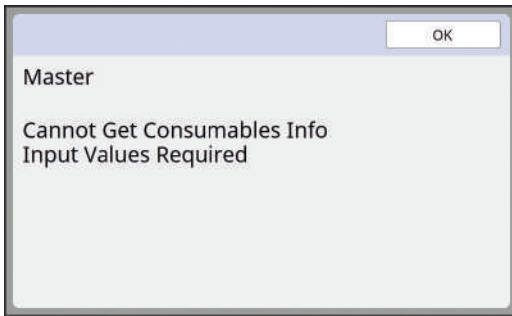 OK
Master
Cannot Get Consumables Info
Input Values Required